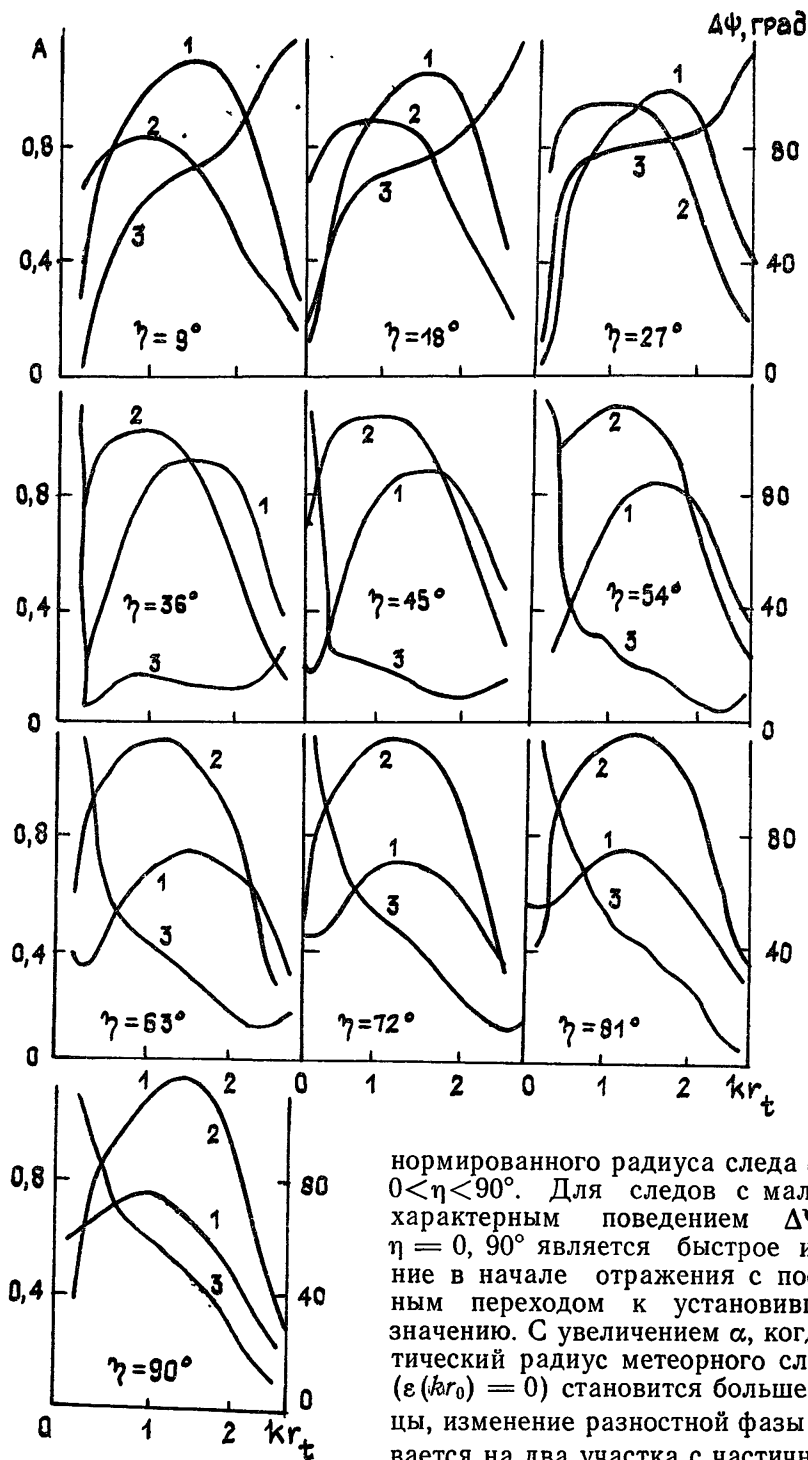 A
Δψ, град
1
2
3
1
2
3
1
3
2
0,8
0,4
0
80
40
0
η=9°
η=18°
η=27°
2
1
3
2
1
3
2
1
3
0,8
0,4
0
80
40
0
η=36°
η=45°
η=54°
2
1
3
2
1
3
2
1
3
0,8
0,4
0
80
40
η=63°
η=72°
η=81°
1 2 0 1 2 0 1 2 kr_t
2
1
3
0,8
0,4
80
40
0
η=90°
0 1 2 kr_t
нормированного радиуса следа
0<η<90°. Для следов с мал
характерным поведением ΔΨ
η = 0, 90° является быстрое и
ние в начале отражения с по
ным переходом к установив
значению. С увеличением α, ког
тический радиус метеорного сл
(ε(kr₀) = 0) становится больше
цы, изменение разностной фазы
вается на два участка с частич